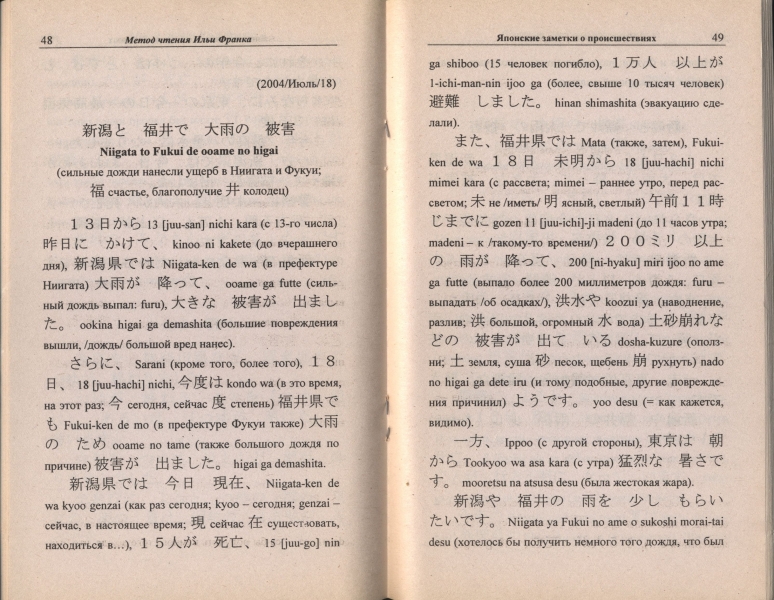 48
Метод чтения Ильи Франка
(2004/Июль/18)
新潟と 福井で 大雨の 被害
Niigata to Fukui de ooame no higai
(сильные дожди нанесли ущерб в Ниигата и Фукуи;
福 счастье, благополучие 井 колодец)
１３日から 13 [juu-san] nichi kara (с 13-го числа)
昨日に かけて、 kinoo ni kakete (до вчерашнего
дня), 新潟県では Niigata-ken de wa (в префектуре
Ниигата) 大雨が 降って、 ooame ga futte (силь-
ный дождь выпал: furu), 大きな 被害が 出まし
た。 ookina higai ga demashita (большие повреждения
вышли, /дождь/ большой вред нанес).
さらに、 Sarani (кроме того, более того), １８
日、 18 [juu-hachi] nichi, 今度は kondo wa (в это время,
на этот раз; 今 сегодня, сейчас 度 степень) 福井県で
も Fukui-ken de mo (в префектуре Фукуи также) 大雨
の ため ooame no tame (также большого дождя по
причине) 被害が 出ました。 higai ga demashita.
新潟県では 今日 現在、 Niigata-ken de
wa kyoo genzai (как раз сегодня; kyoo – сегодня; genzai –
сейчас, в настоящее время; 現 сейчас 在 существовать,
находиться в...), １５人が 死亡、 15 [juu-go] nin
Японские заметки о происшествиях
49
ga shiboo (15 человек погибло), １万人 以上が
1-ichi-man-nin ijoo ga (более, свыше 10 тысяч человек)
避難 しました。 hinan shimashita (эвакуацию сде-
лали).
また、福井県では Mata (также, затем), Fukui-
ken de wa １８日 未明から 18 [juu-hachi] nichi
mimei kara (с рассвета; mimei – раннее утро, перед рас-
светом; 未 не /иметь/ 明 ясный, светлый) 午前１１時
じまでに gozen 11 [juu-ichi]-ji madeni (до 11 часов утра;
madeni – к /такому-то времени/) ２００ミリ 以上
の 雨が 降って、 200 [ni-hyaku] miri ijoo no ame
ga futte (выпало более 200 миллиметров дождя: furu –
выпадать /об осадках/), 洪水や koozui ya (наводнение,
разлив; 洪 большой, огромный 水 вода) 土砂崩れな
どの 被害が 出て いる dosha-kuzure (оползни
ни; 土 земля, суша 砂 песок, щебень 崩 рухнуть) nado
no higai ga dete iru (и тому подобные, другие поврежде-
ния причинил) ようです。 yoo desu (= как кажется,
видимо).
一方、 Ippoo (с другой стороны), 東京は 朝
から Tookyoo wa asa kara (с утра) 猛烈な 暑さで
す。 mooretsu na atsusa desu (была жестокая жара).
新潟や 福井の 雨を 少し もらい
たいです。 Niigata ya Fukui no ame o sukoshi morai-tai
desu (хотелось бы получить немного того дождя, что был